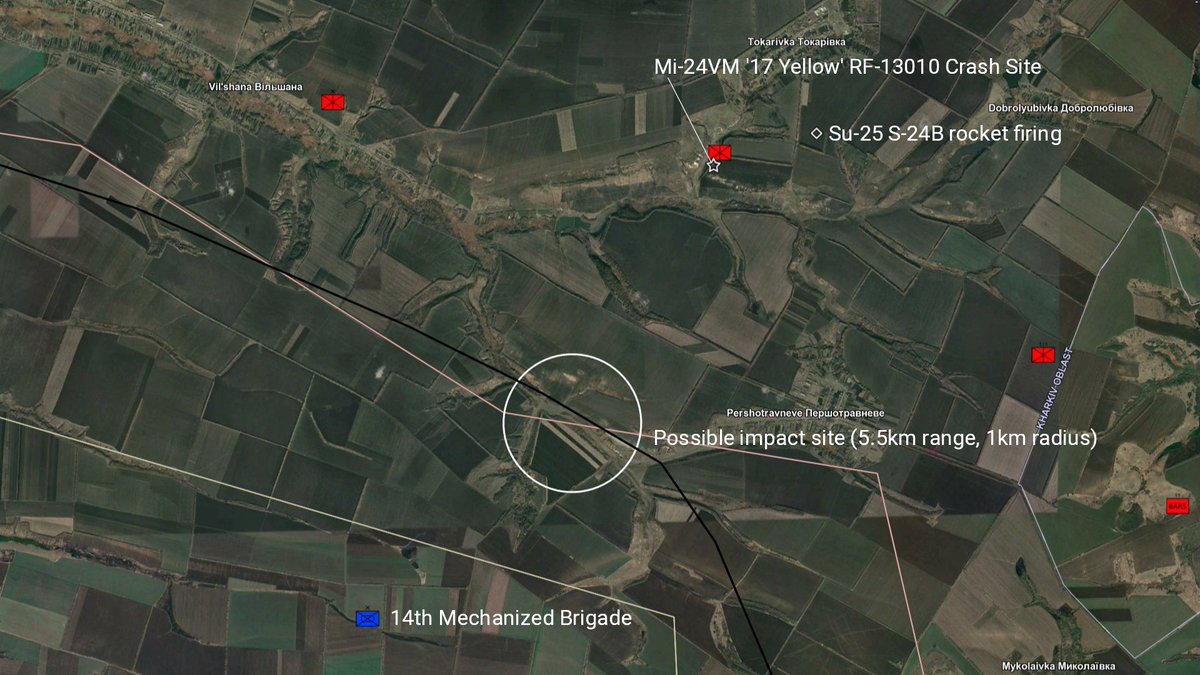 Tokarivka Токарівка
Mi-24VM '17 Yellow' RF-13010 Crash Site
Vil'shana Вільшана
Dobrolyubivka Добролюбівка
Su-25 S-24B rocket firing
KHARKIV OBLAST
Pershotravneve Першотравневе
Possible impact site (5.5km range, 1km radius)
BARS
14th Mechanized Brigade
Mykolaivka Миколаївка